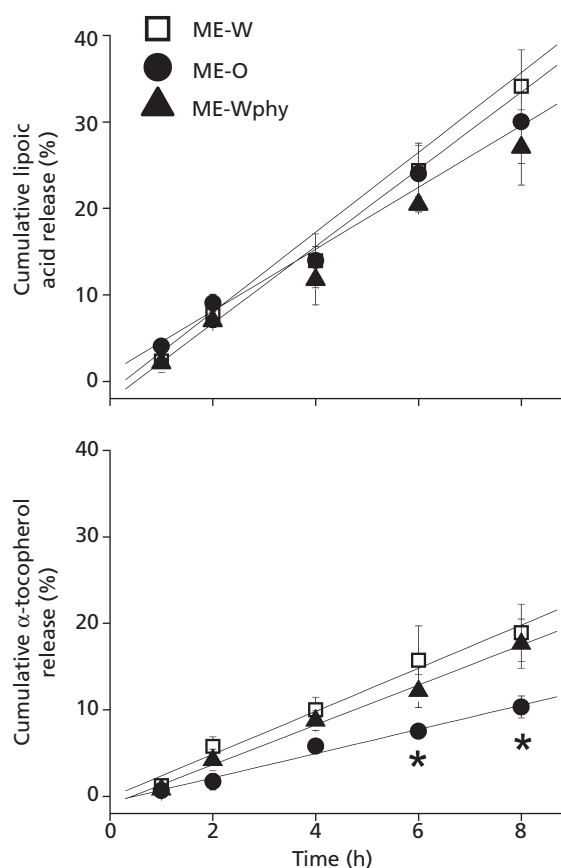 40
30
20
10
0
Cumulative lipoic
acid release (%)
ME-W
ME-O
ME-Wphy
40
30
20
10
0
Cumulative α-tocopherol
release (%)
*
*
0
2
4
6
8
Time (h)